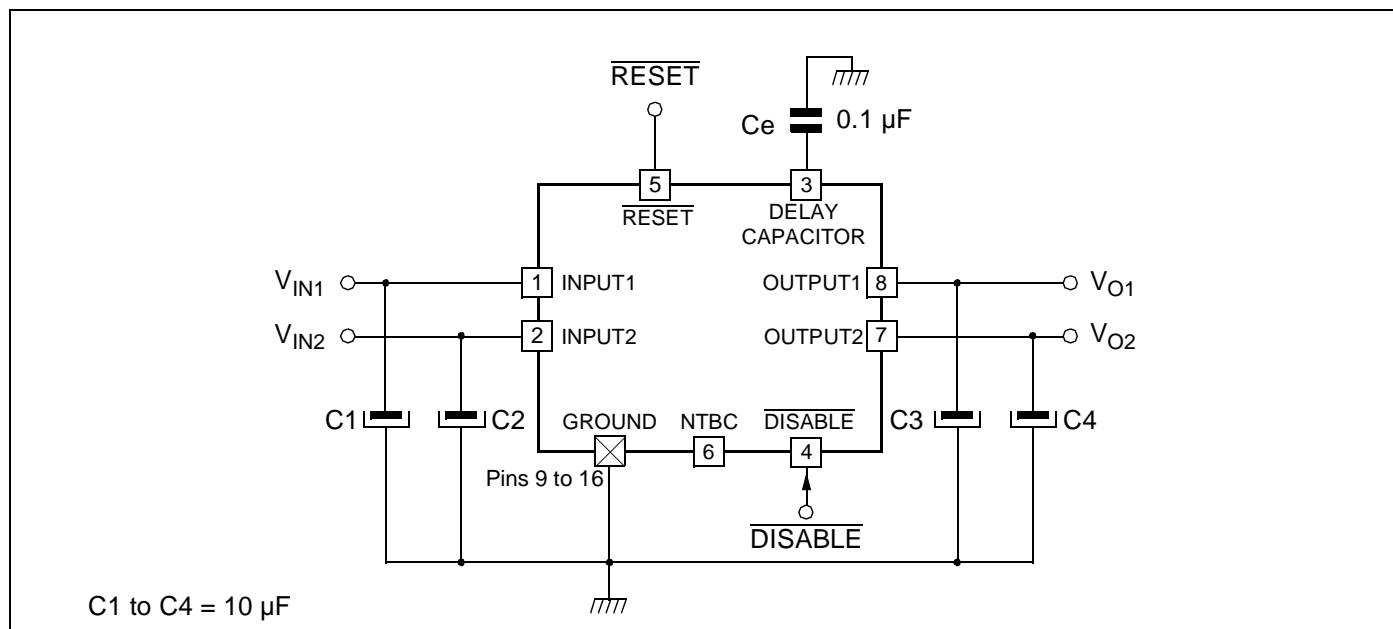 RESET
Ce
0.1 µF
5
3
RESET
DELAY
CAPACITOR
VIN1
1
INPUT1
OUTPUT1
8
VO1
VIN2
2
INPUT2
OUTPUT2
7
VO2
C1
C2
GROUND
NTBC
DISABLE
C3
C4
6
4
Pins 9 to 16
DISABLE
C1 to C4 = 10 µF